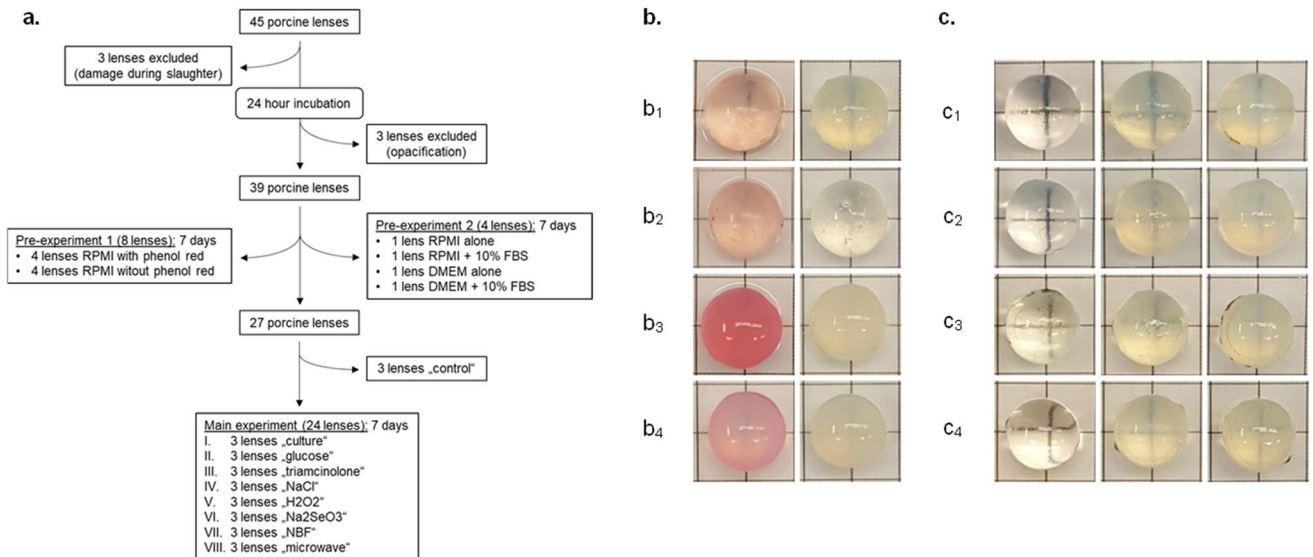 a.
45 porcine lenses
3 lenses excluded
(damage during slaughter)
24 hour incubation
3 lenses excluded
(opacification)
39 porcine lenses
Pre-experiment 1 (8 lenses): 7 days
• 4 lenses RPMI with phenol red
• 4 lenses RPMI witout phenol red
Pre-experiment 2 (4 lenses): 7 days
• 1 lens RPMI alone
• 1 lens RPMI + 10% FBS
• 1 lens DMEM alone
• 1 lens DMEM + 10% FBS
27 porcine lenses
3 lenses „control“
Main experiment (24 lenses): 7 days
I. 3 lenses „culture“
II. 3 lenses „glucose“
III. 3 lenses „triamcinolone“
IV. 3 lenses „NaCl“
V. 3 lenses „H2O2“
VI. 3 lenses „Na2SeO3“
VII. 3 lenses „NBF“
VIII. 3 lenses „microwave“
b.
b1
b2
b3
b4
c.
c1
c2
c3
c4